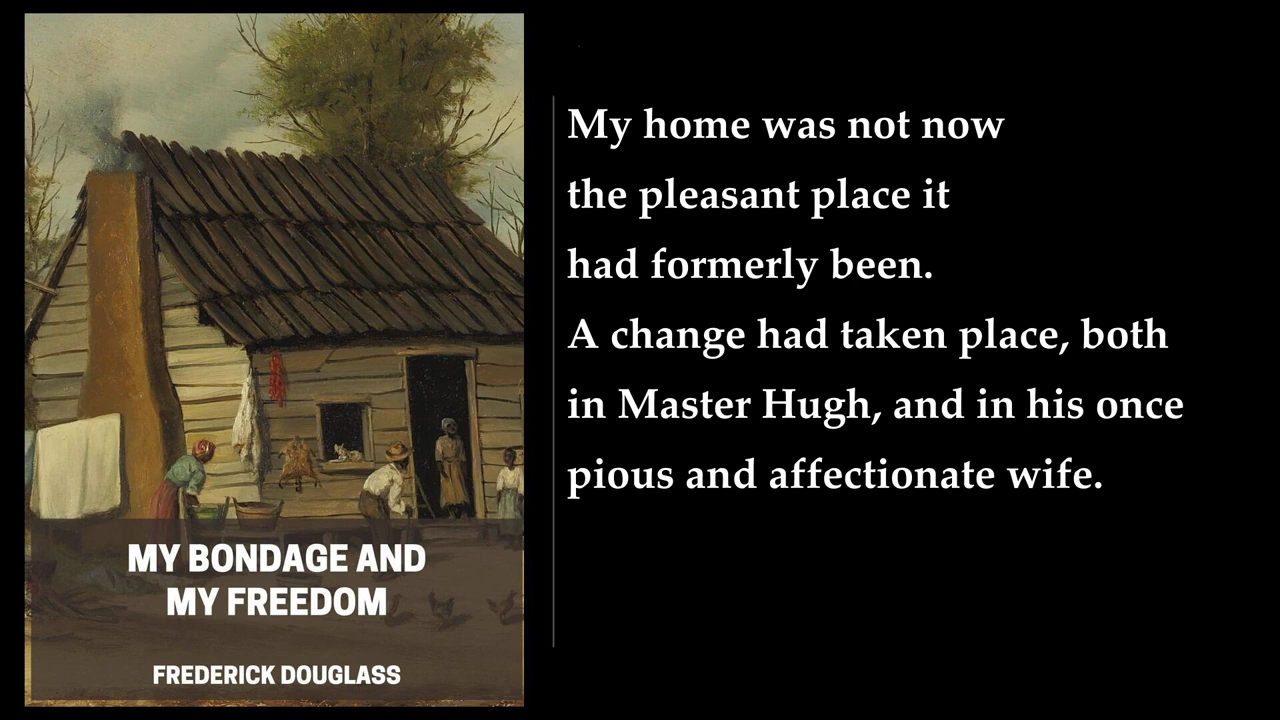 My home was not now
the pleasant place it
had formerly been.
A change had taken place, both
in Master Hugh, and in his once
pious and affectionate wife.
MY BONDAGE AND
MY FREEDOM
FREDERICK DOUGLASS